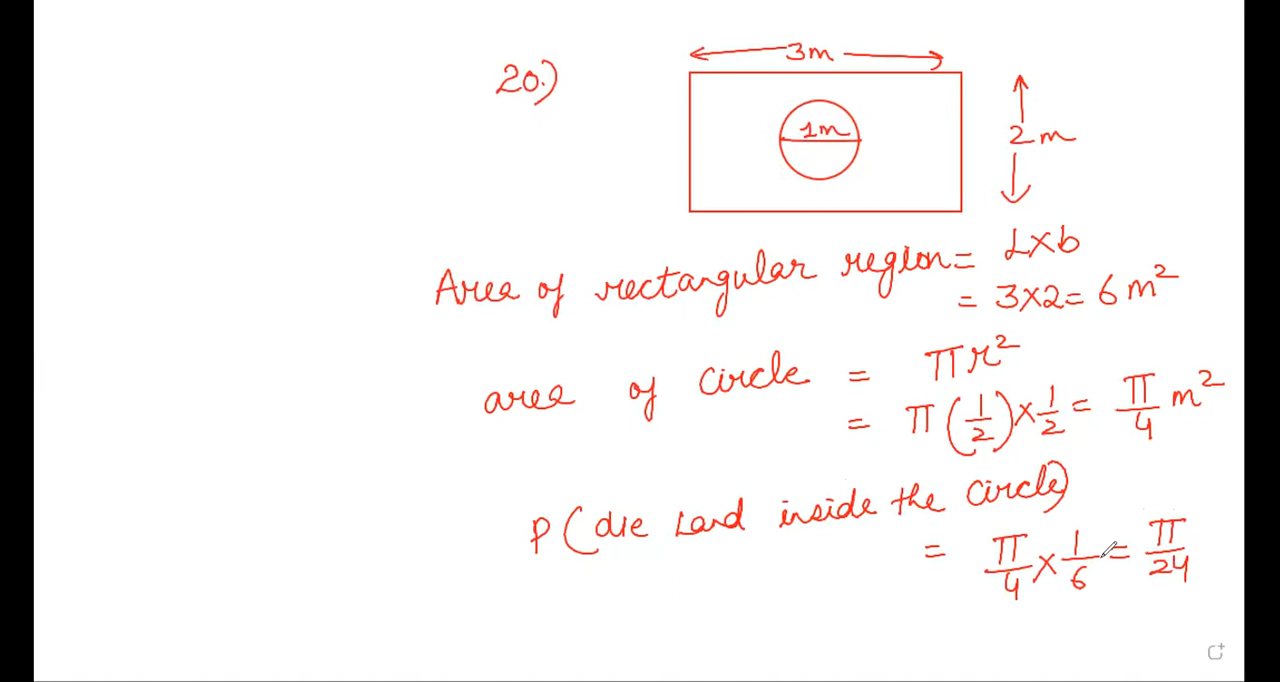 20.)
3m
1m
2m
Area of rectangular region = L×b
= 3×2 = 6 m²
area of circle = πr²
= π(1/2)×1/2 = π/4 m²
P(die Land inside the circle)
= π/4 × 1/6 = π/24